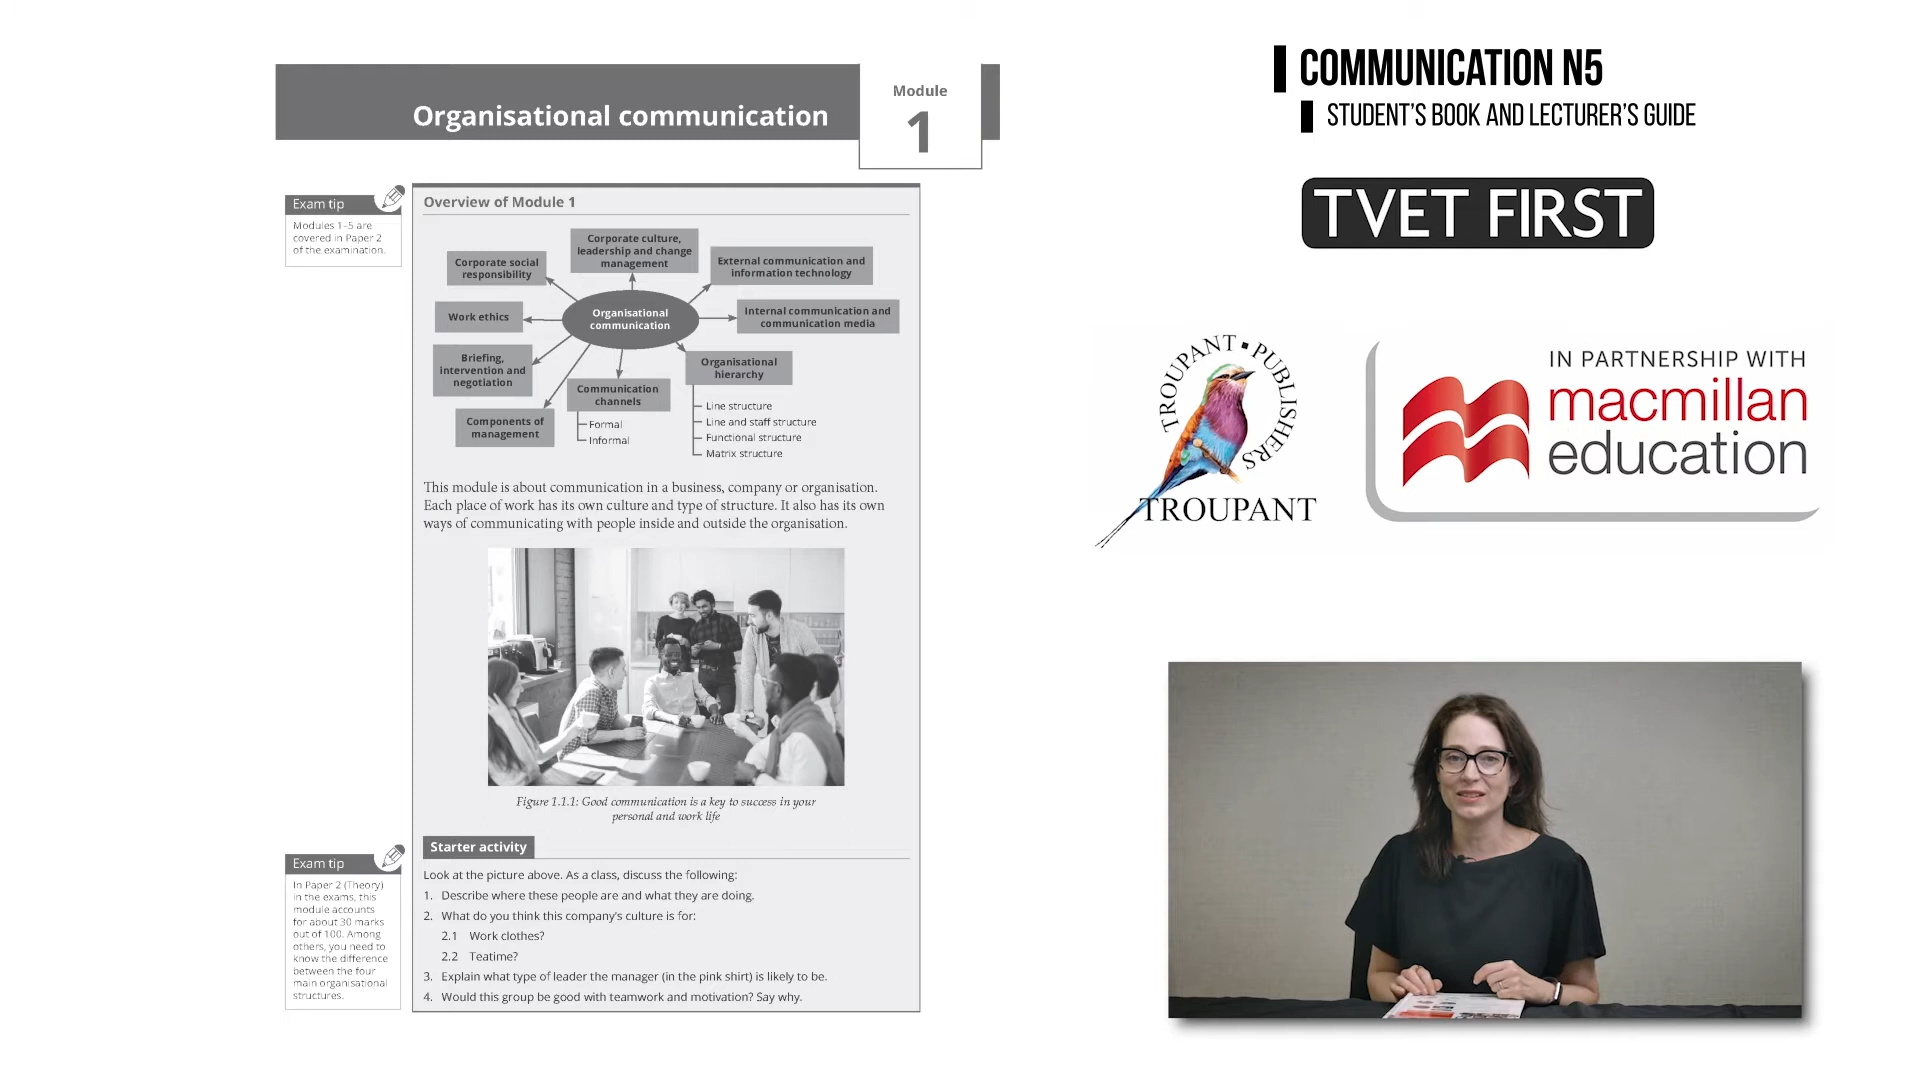 Organisational communication
Module
1
Exam tip
Modules 1–5 are
covered in Paper 2
of the examination.
Overview of Module 1
Corporate culture,
leadership and change
management
Corporate social
responsibility
External communication and
information technology
Work ethics
Organisational
communication
Internal communication and
communication media
Briefing,
intervention and
negotiation
Organisational
hierarchy
Communication
channels
Components of
management
Formal
Informal
Line structure
Line and staff structure
Functional structure
Matrix structure
This module is about communication in a business, company or organisation.
Each place of work has its own culture and type of structure. It also has its own
ways of communicating with people inside and outside the organisation.
Figure 1.1.1: Good communication is a key to success in your
personal and work life
Exam tip
In Paper 2 (Theory)
in the exams, this
module accounts
for about 30 marks
out of 100. Among
others, you need to
know the difference
between the four
main organisational
structures.
Starter activity
Look at the picture above. As a class, discuss the following:
1. Describe where these people are and what they are doing.
2. What do you think this company's culture is for:
2.1 Work clothes?
2.2 Teatime?
3. Explain what type of leader the manager (in the pink shirt) is likely to be.
4. Would this group be good with teamwork and motivation? Say why.
COMMUNICATION N5
STUDENT'S BOOK AND LECTURER'S GUIDE
TVET FIRST
TROUPANT ▪ PUBLISHERS
TROUPANT
IN PARTNERSHIP WITH
macmillan
education